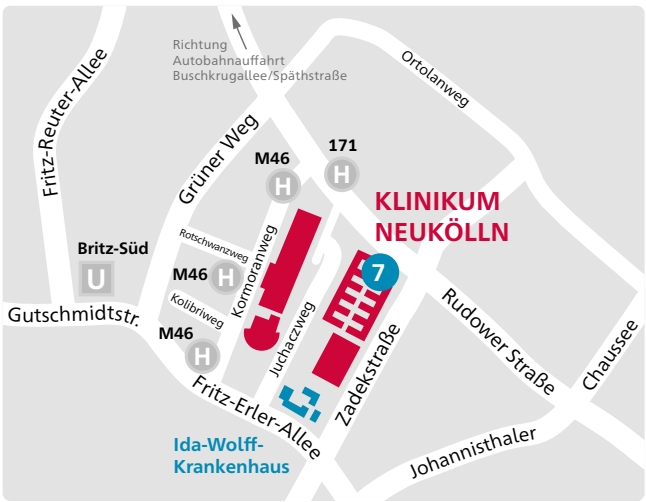 Richtung
Autobahnauffahrt
Buschkrugallee/Späthstraße
Ortolanweg
Fritz-Reuter-Allee
Grüner Weg
M46
H
171
H
KLINIKUM
NEUKÖLLN
7
Britz-Süd
U
Rotschwanzweg
M46
H
Kormoranweg
Kolibriweg
Gutschmidtstr.
M46
H
Juchaczweg
Zadekstraße
Rudower Straße
Chaussee
Johannisthaler
Fritz-Erler-Allee
Ida-Wolff-
Krankenhaus